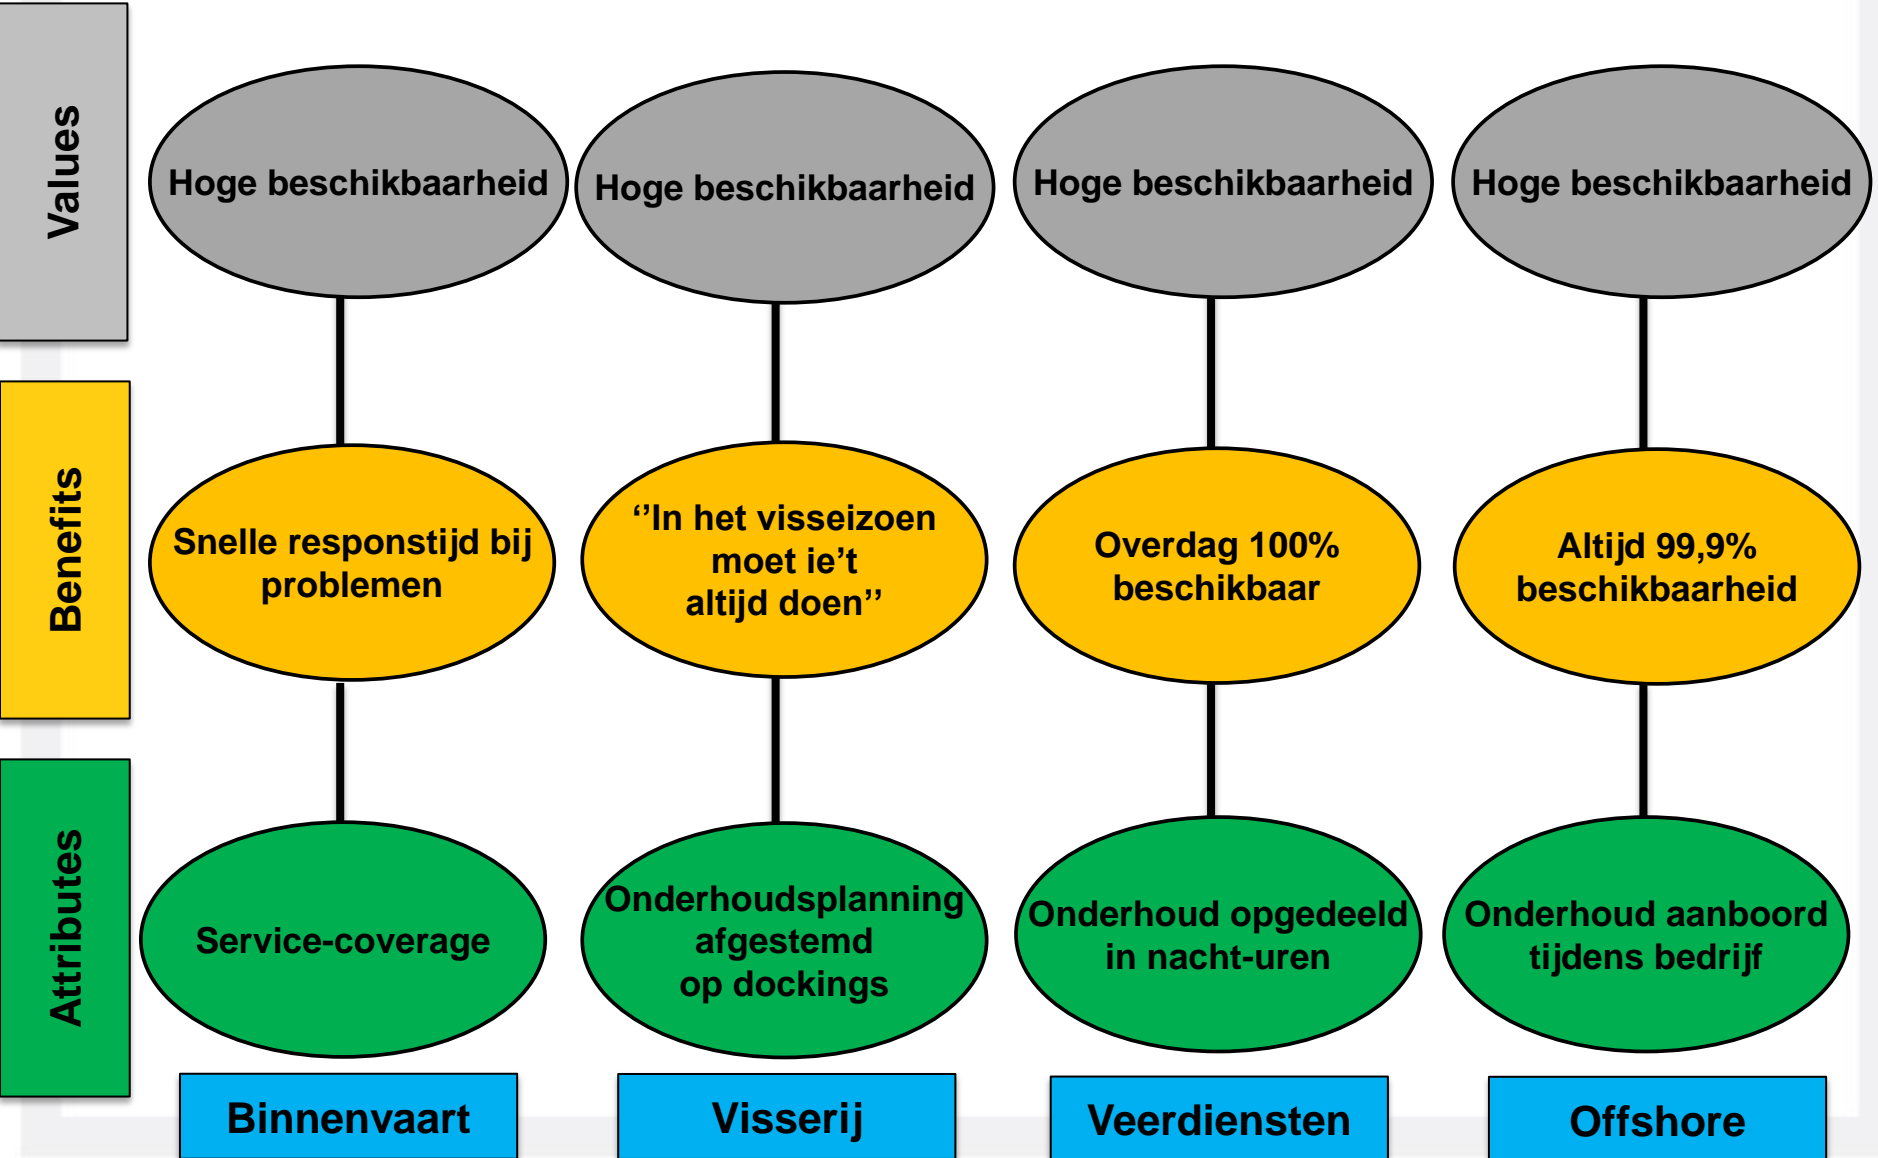 Values
Hoge beschikbaarheid
Hoge beschikbaarheid
Hoge beschikbaarheid
Hoge beschikbaarheid
Benefits
Snelle responstijd bij
problemen
‘’In het visseizoen
moet ie’t
altijd doen’’
Overdag 100%
beschikbaar
Altijd 99,9%
beschikbaarheid
Attributes
Service-coverage
Onderhoudsplanning
afgestemd
op dockings
Onderhoud opgedeeld
in nacht-uren
Onderhoud aanboord
tijdens bedrijf
Binnenvaart
Visserij
Veerdiensten
Offshore